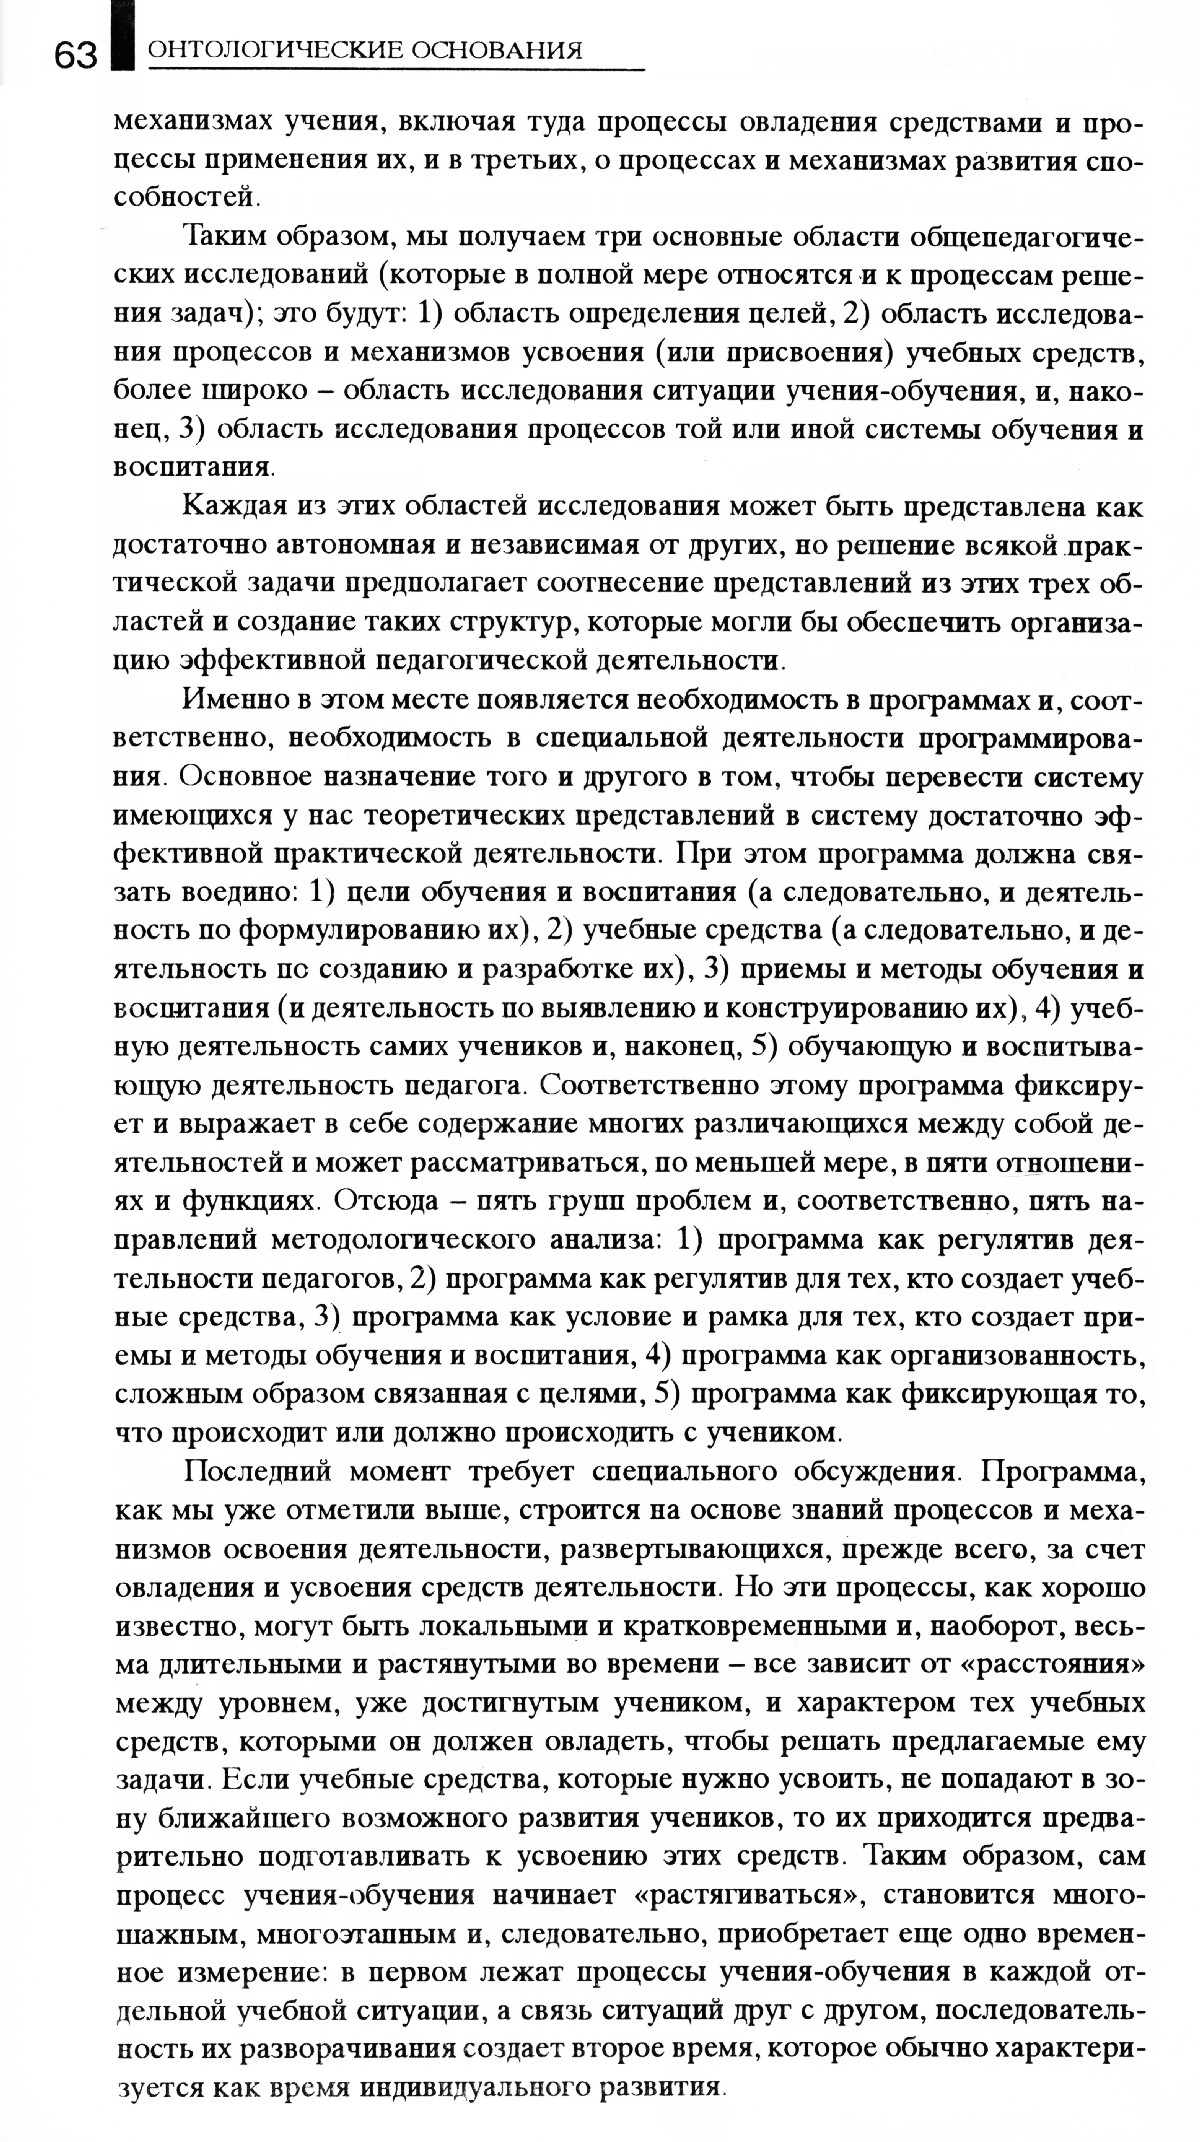 63 ОНТОЛОГИЧЕСКИЕ ОСНОВАНИЯ
механизмах учения, включая туда процессы овладения средствами и про-
цессы применения их, и в третьих, о процессах и механизмах развития спо-
собностей.
Таким образом, мы получаем три основные области общепедагогиче-
ских исследований (которые в полной мере относятся и к процессам реше-
ния задач); это будут: 1) область определения целей, 2) область исследова-
ния процессов и механизмов усвоения (или присвоения) учебных средств,
более широко – область исследования ситуации учения-обучения, и, нако-
нец, 3) область исследования процессов той или иной системы обучения и
воспитания.
Каждая из этих областей исследования может быть представлена как
достаточно автономная и независимая от других, но решение всякой прак-
тической задачи предполагает соотнесение представлений из этих трех об-
ластей и создание таких структур, которые могли бы обеспечить организа-
цию эффективной педагогической деятельности.
Именно в этом месте появляется необходимость в программах и, соот-
ветственно, необходимость в специальной деятельности программирова-
ния. Основное назначение того и другого в том, чтобы перевести систему
имеющихся у нас теоретических представлений в систему достаточно эф-
фективной практической деятельности. При этом программа должна свя-
зать воедино: 1) цели обучения и воспитания (а следовательно, и деятель-
ность по формулированию их), 2) учебные средства (а следовательно, и де-
ятельность по созданию и разработке их), 3) приемы и методы обучения и
воспитания (и деятельность по выявлению и конструированию их), 4) учеб-
ную деятельность самих учеников и, наконец, 5) обучающую и воспитыва-
ющую деятельность педагога. Соответственно этому программа фиксиру-
ет и выражает в себе содержание многих различающихся между собой де-
ятельностей и может рассматриваться, по меньшей мере, в пяти отношени-
ях и функциях. Отсюда – пять групп проблем и, соответственно, пять на-
правлений методологического анализа: 1) программа как регулятив дея-
тельности педагогов, 2) программа как регулятив для тех, кто создает учеб-
ные средства, 3) программа как условие и рамка для тех, кто создает при-
емы и методы обучения и воспитания, 4) программа как организованность,
сложным образом связанная с целями, 5) программа как фиксирующая то,
что происходит или должно происходить с учеником.
Последний момент требует специального обсуждения. Программа,
как мы уже отметили выше, строится на основе знаний процессов и меха-
низмов освоения деятельности, развертывающихся, прежде всего, за счет
овладения и усвоения средств деятельности. Но эти процессы, как хорошо
известно, могут быть локальными и кратковременными и, наоборот, весь-
ма длительными и растянутыми во времени – все зависит от «расстояния»
между уровнем, уже достигнутым учеником, и характером тех учебных
средств, которыми он должен овладеть, чтобы решать предлагаемые ему
задачи. Если учебные средства, которые нужно усвоить, не попадают в зо-
ну ближайшего возможного развития учеников, то их приходится предва-
рительно подготавливать к усвоению этих средств. Таким образом, сам
процесс учения-обучения начинает «растягиваться», становится много-
шажным, многоэтапным и, следовательно, приобретает еще одно времен-
ное измерение: в первом лежат процессы учения-обучения в каждой от-
дельной учебной ситуации, а связь ситуаций друг с другом, последователь-
ность их разворачивания создает второе время, которое обычно характери-
зуется как время индивидуального развития.